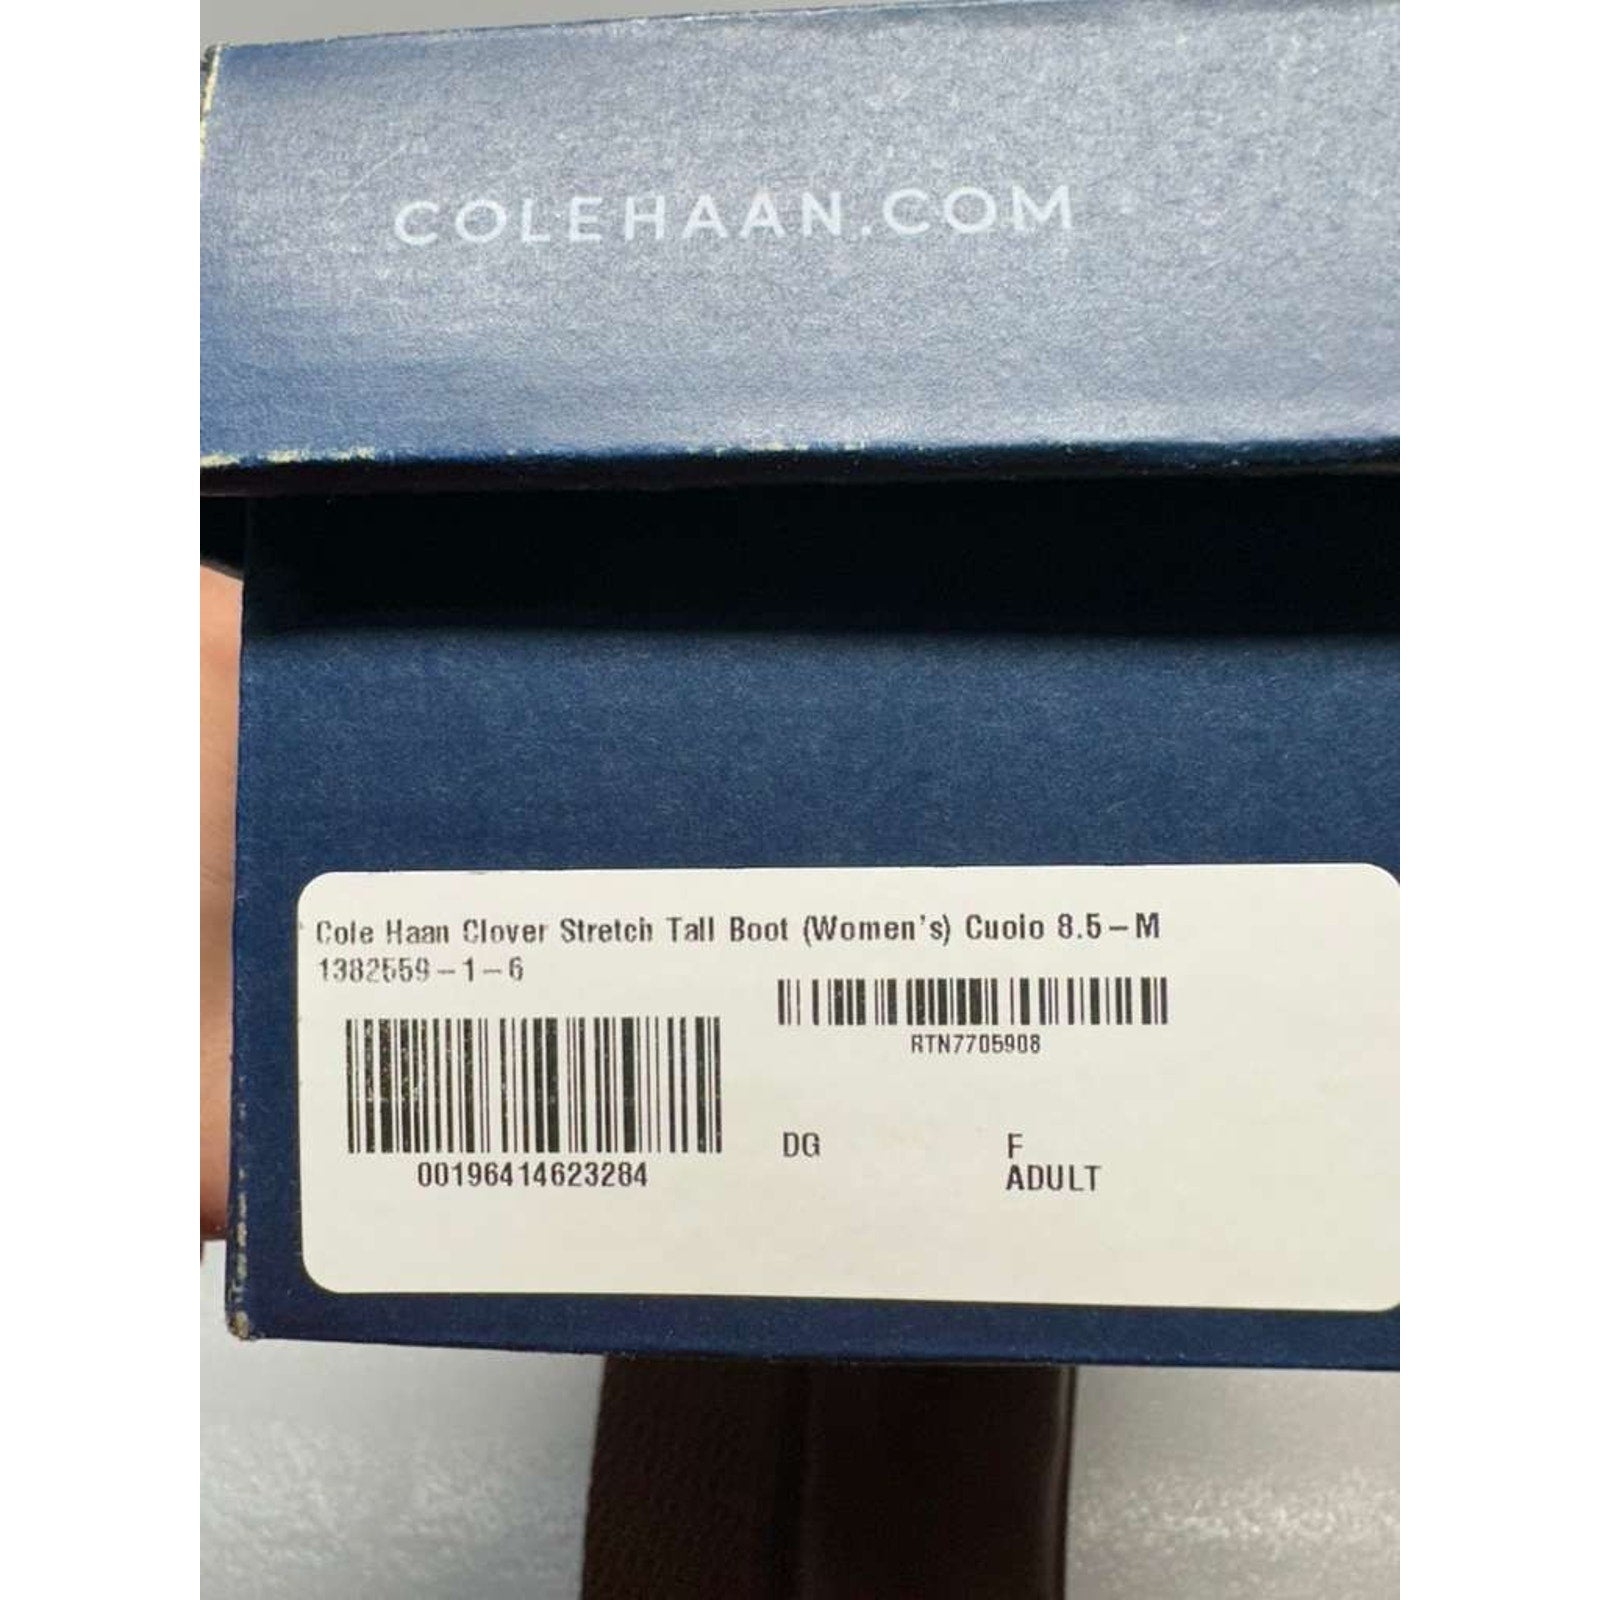 COLEHAAN.COM
Cole Haan Clover Stretch Tall Boot (Women's) Cuoio 8.5-M
1382559-1-6
RTN7705908
00196414623284
DG
F
ADULT